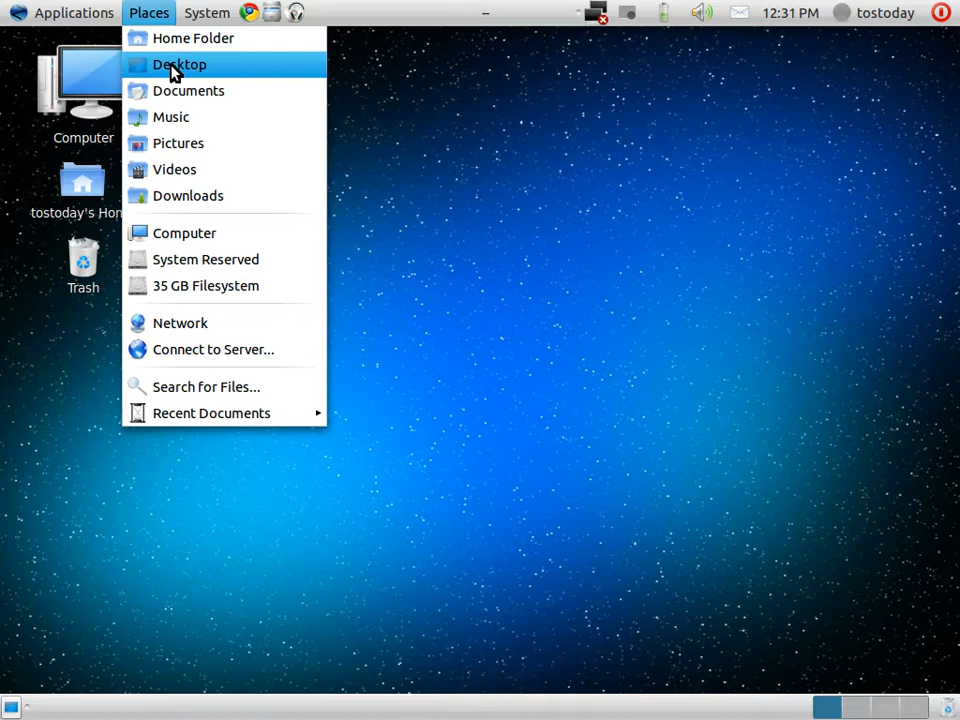 Applications Places System -- 12:31 PM tostoday
Home Folder
Desktop
Documents
Music
Pictures
Videos
Downloads
Computer
System Reserved
35 GB Filesystem
Network
Connect to Server...
Search for Files...
Recent Documents
Computer
tostoday's Hom
Trash